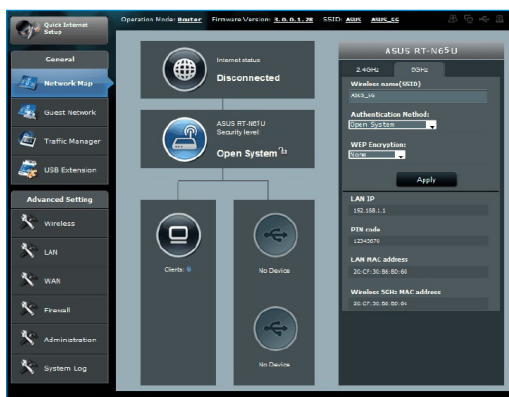 Quick Internet
Setup
Operation Mode: Router Firmware Version: 3.0.0.1.28 SSID: ASUS ASUS_5G
General
Network Map
Guest Network
Traffic Manager
USB Extension
Advanced Setting
Wireless
LAN
WAN
Firewall
Administration
System Log
Internet status:
Disconnected
ASUS RT-N65U
Security level:
Open System
Clients:
No Device
No Device
ASUS RT-N65U
2.4GHz 5GHz
Wireless name(SSID)
ASUS_5G
Authentication Method:
Open System
WEP Encryption:
None
Apply
LAN IP
192.168.1.1
PIN code
12345670
LAN MAC address
Wireless 5GHz MAC address